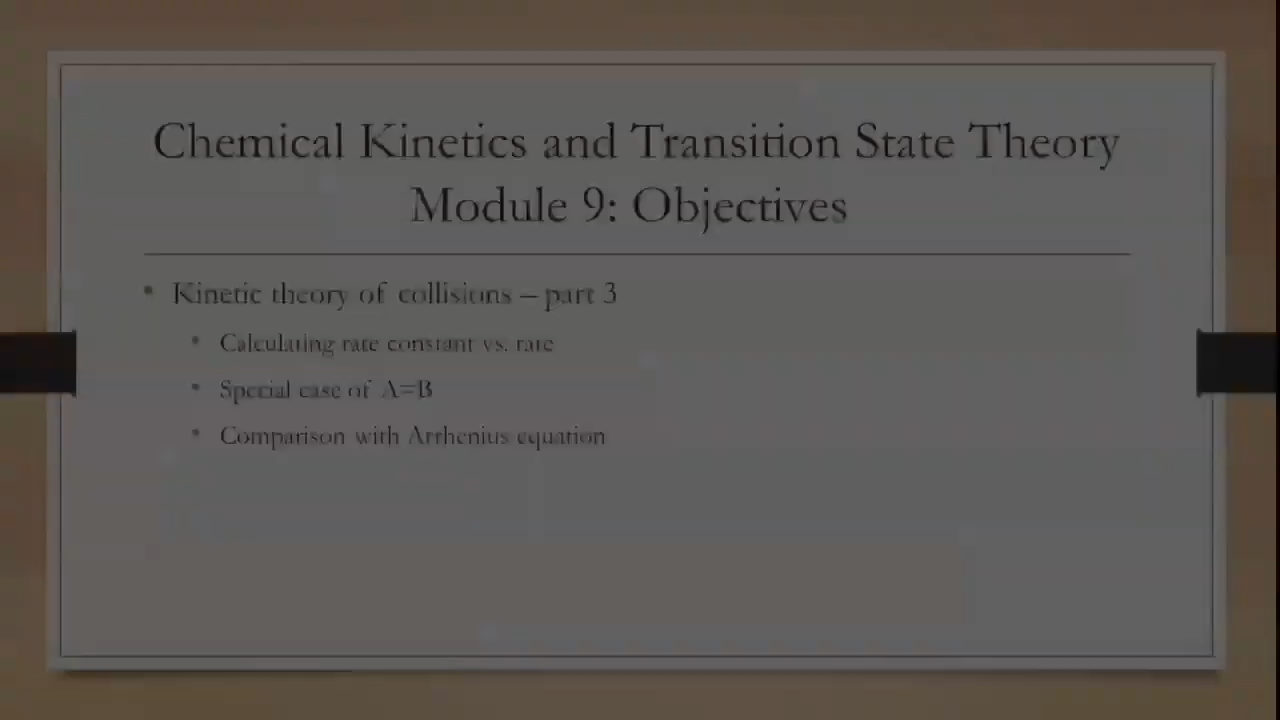 Chemical Kinetics and Transition State Theory
Module 9: Objectives
• Kinetic theory of collisions – part 3
• Calculating rate constant vs. rate
• Special case of A=B
• Comparison with Arrhenius equation